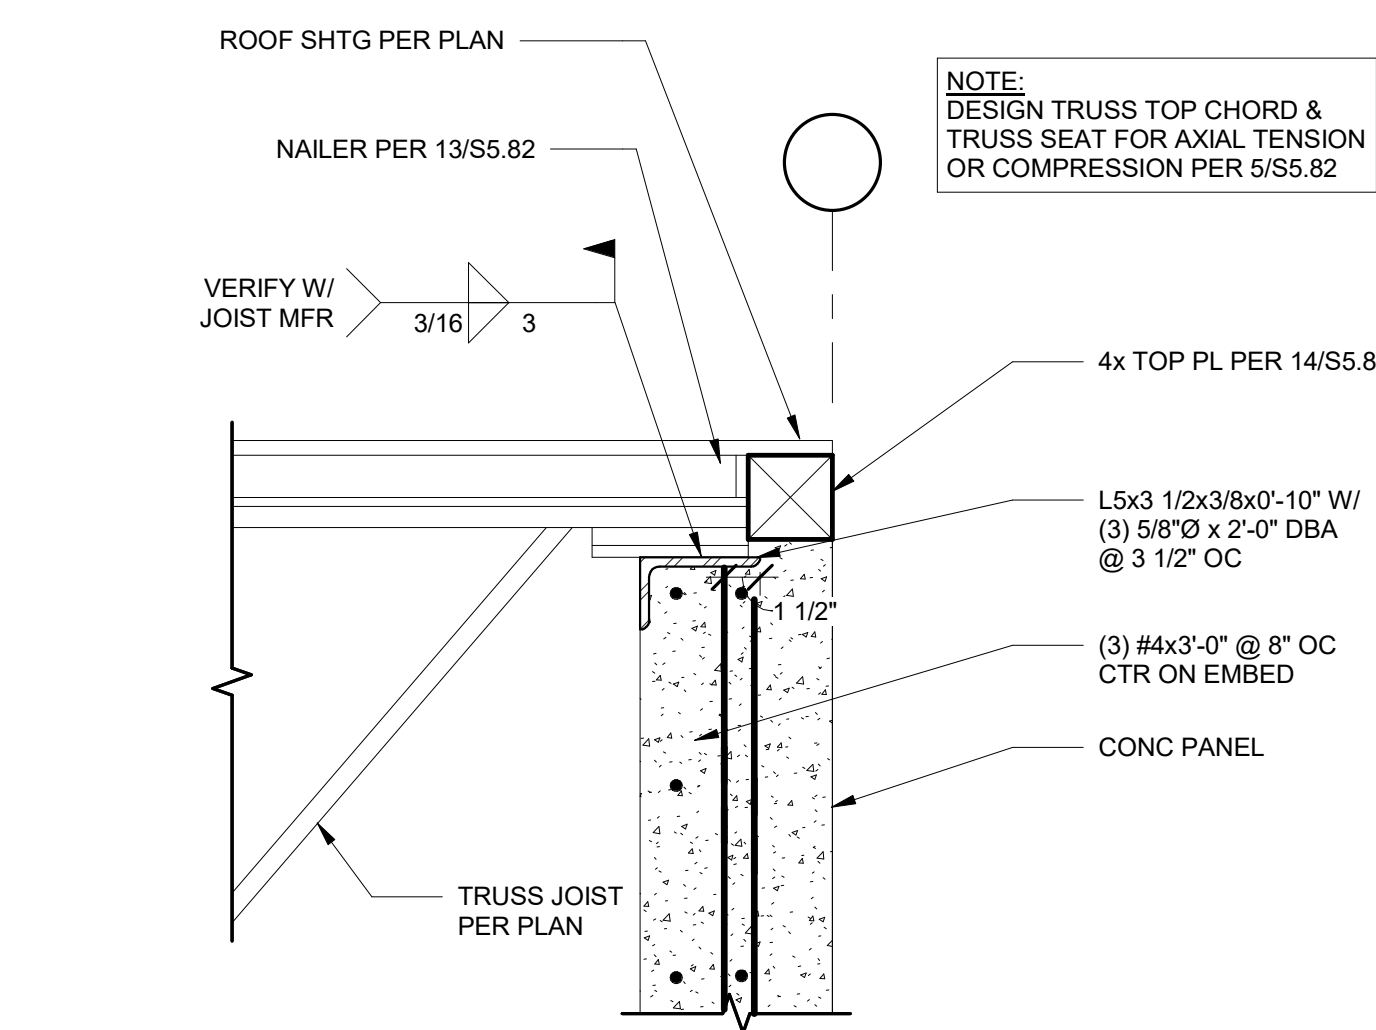 ROOF SHTG PER PLAN
NOTE:
DESIGN TRUSS TOP CHORD &
TRUSS SEAT FOR AXIAL TENSION
OR COMPRESSION PER 5/S5.82
NAILER PER 13/S5.82
VERIFY W/
JOIST MFR
3/16
3
4x TOP PL PER 14/S5.8
L5x3 1/2x3/8x0'-10" W/
(3) 5/8"Ø x 2'-0" DBA
@ 3 1/2" OC
1 1/2"
(3) #4x3'-0" @ 8" OC
CTR ON EMBED
CONC PANEL
TRUSS JOIST
PER PLAN